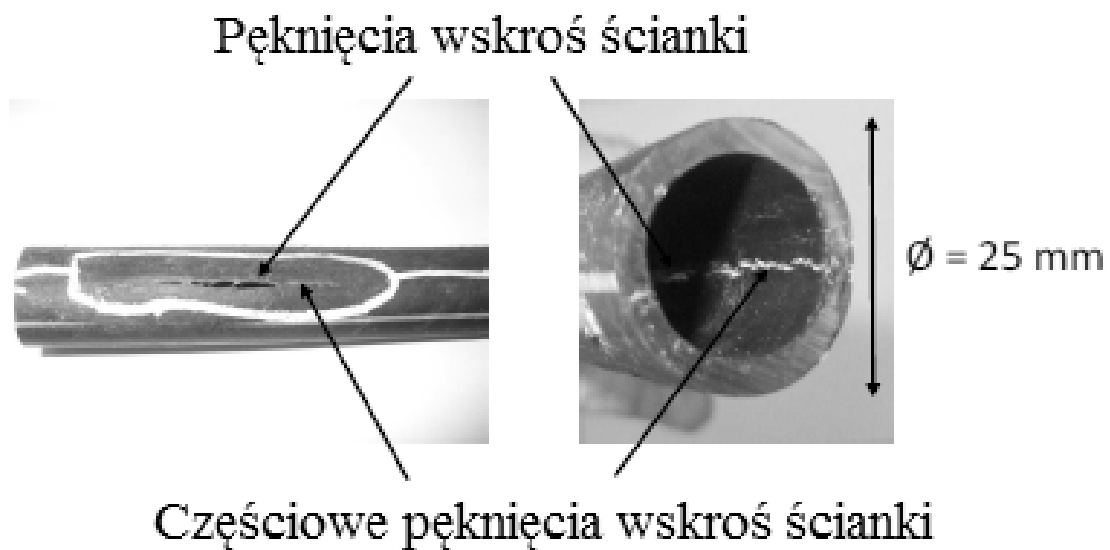 Pęknięcia wskroś ścianki
Ø = 25 mm
Częściowe pęknięcia wskroś ścianki